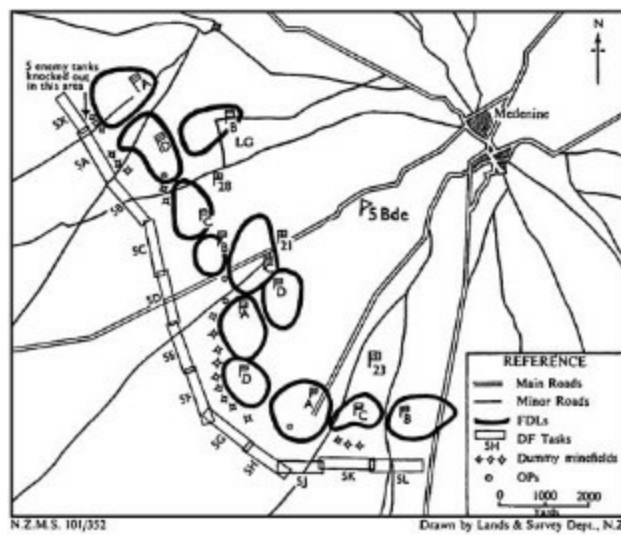 N
5 enemy tanks
knocked out
in this area
A
B
LG
SX
SA
Medenine
28
5 Bde
SB
C
SC
21
D
SD
SE
SF
D
23
A
C
B
SG
SH
SJ
SK
SL
REFERENCE
Main Roads
Minor Roads
FDLs
DF Tasks
SH
Dummy minefields
OPs
0 1000 2000
Yards
N.Z.M.S. 101/352
Drawn by Lands & Survey Dept., N.Z